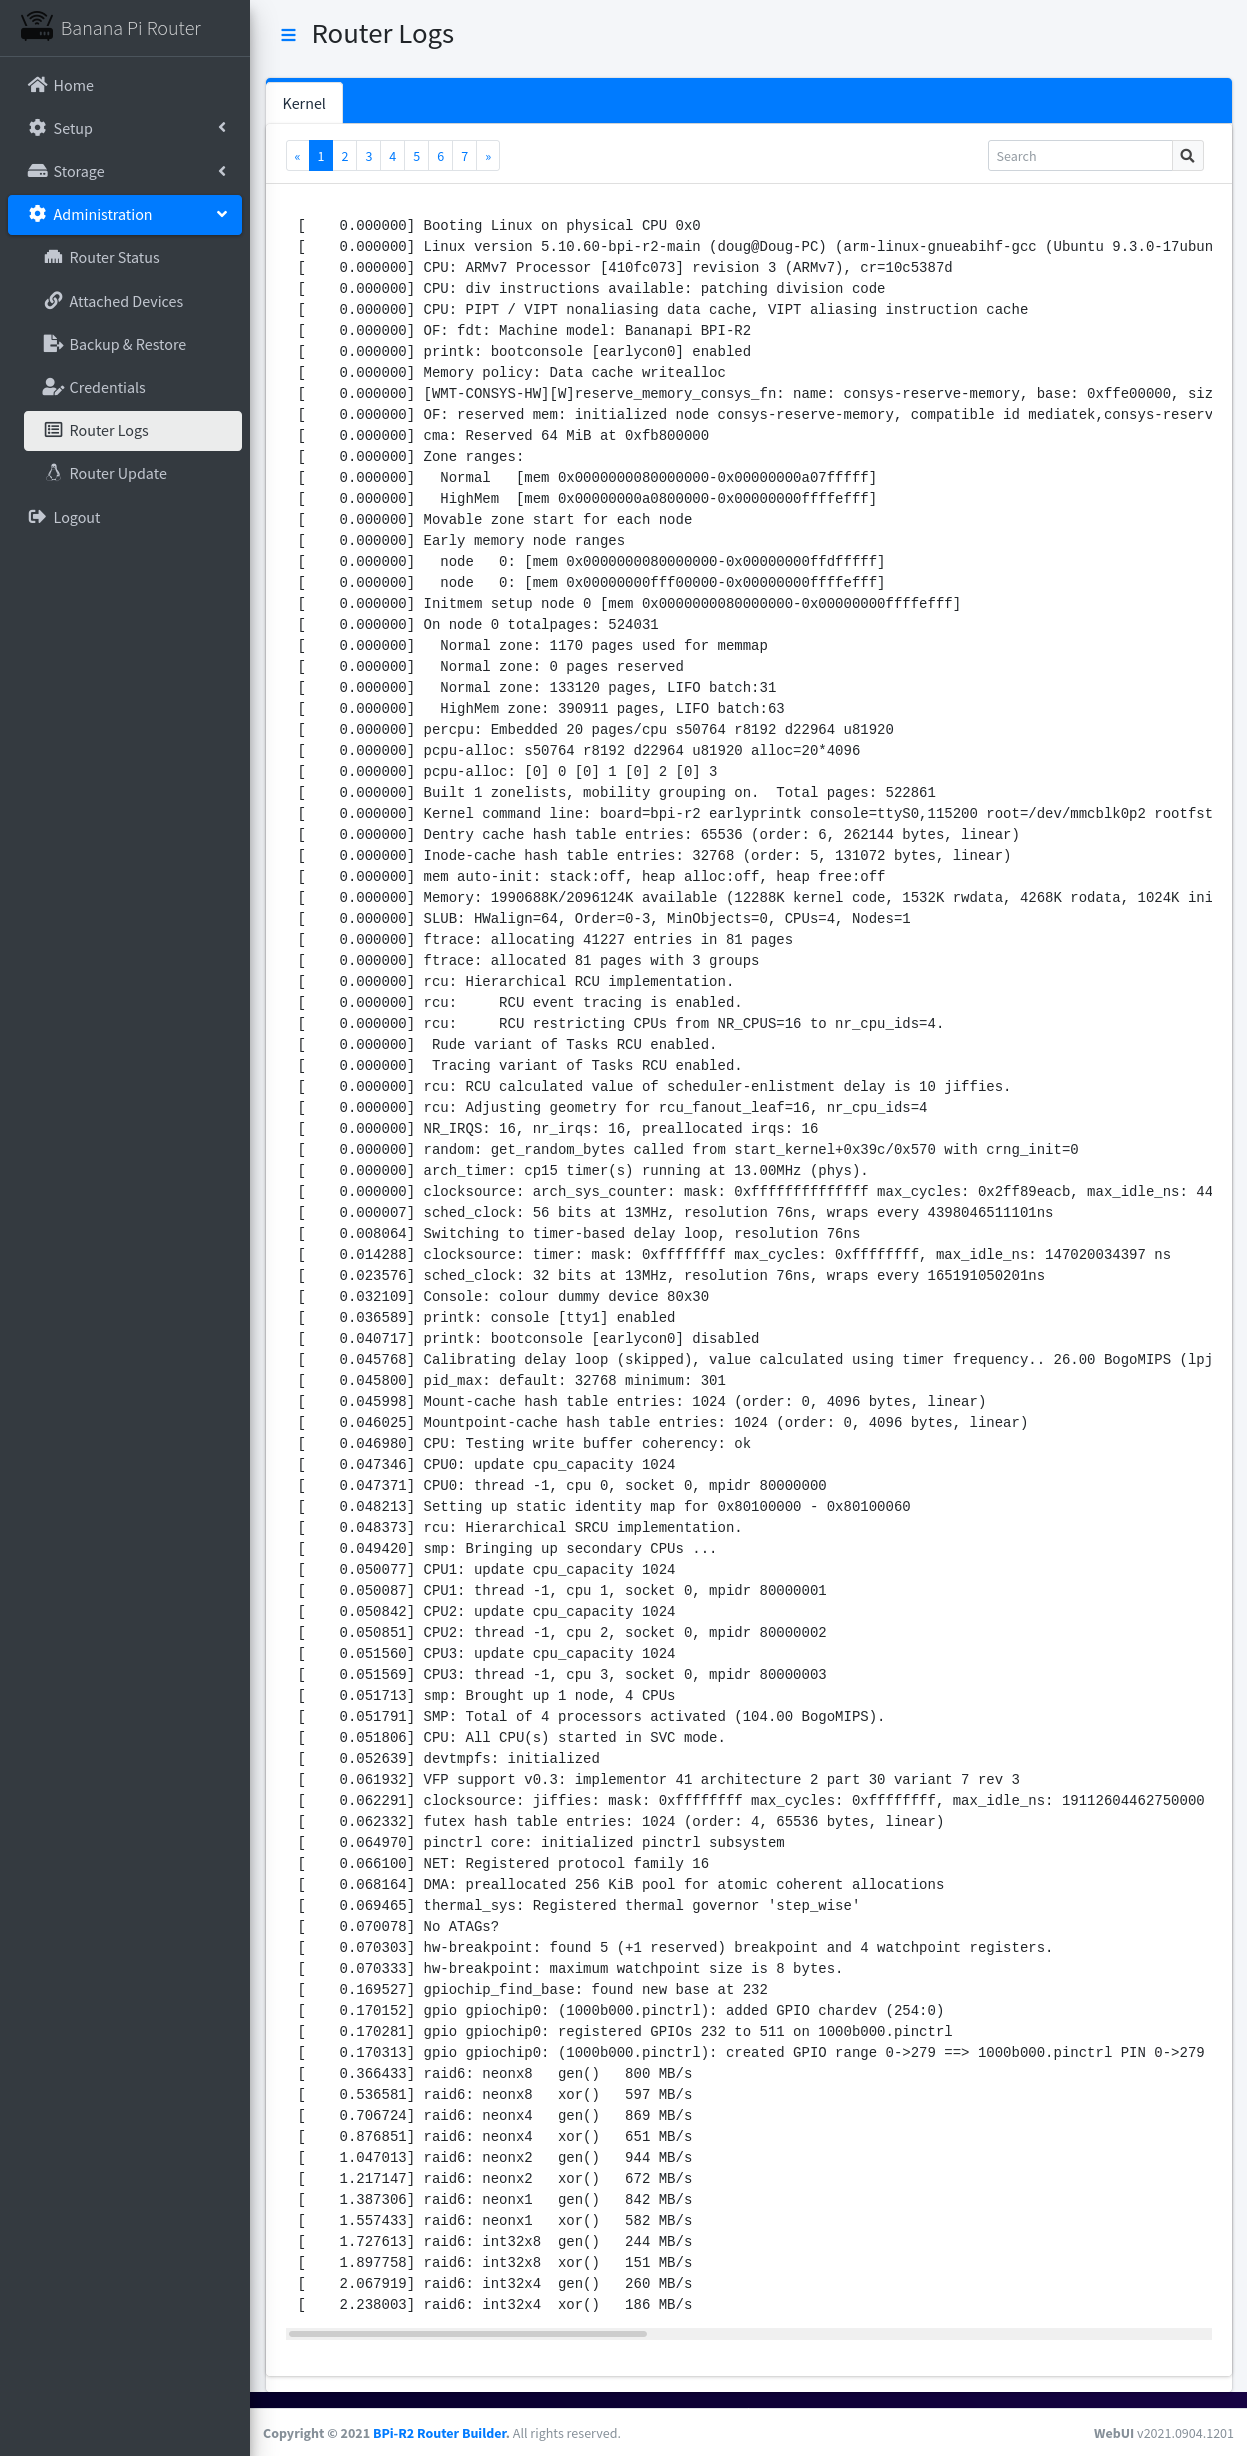 Banana Pi Router
Router Logs
Home
Setup
Storage
Administration
Router Status
Attached Devices
Backup & Restore
Credentials
Router Logs
Router Update
Logout
Kernel
« 1 2 3 4 5 6 7 »
Search
[    0.000000] Booting Linux on physical CPU 0x0
[    0.000000] Linux version 5.10.60-bpi-r2-main (doug@Doug-PC) (arm-linux-gnueabihf-gcc (Ubuntu 9.3.0-17ubun
[    0.000000] CPU: ARMv7 Processor [410fc073] revision 3 (ARMv7), cr=10c5387d
[    0.000000] CPU: div instructions available: patching division code
[    0.000000] CPU: PIPT / VIPT nonaliasing data cache, VIPT aliasing instruction cache
[    0.000000] OF: fdt: Machine model: Bananapi BPI-R2
[    0.000000] printk: bootconsole [earlycon0] enabled
[    0.000000] Memory policy: Data cache writealloc
[    0.000000] [WMT-CONSYS-HW][W]reserve_memory_consys_fn: name: consys-reserve-memory, base: 0xffe00000, siz
[    0.000000] OF: reserved mem: initialized node consys-reserve-memory, compatible id mediatek,consys-reserv
[    0.000000] cma: Reserved 64 MiB at 0xfb800000
[    0.000000] Zone ranges:
[    0.000000]   Normal   [mem 0x0000000080000000-0x00000000a07fffff]
[    0.000000]   HighMem  [mem 0x00000000a0800000-0x00000000ffffefff]
[    0.000000] Movable zone start for each node
[    0.000000] Early memory node ranges
[    0.000000]   node   0: [mem 0x0000000080000000-0x00000000ffdfffff]
[    0.000000]   node   0: [mem 0x00000000fff00000-0x00000000ffffefff]
[    0.000000] Initmem setup node 0 [mem 0x0000000080000000-0x00000000ffffefff]
[    0.000000] On node 0 totalpages: 524031
[    0.000000]   Normal zone: 1170 pages used for memmap
[    0.000000]   Normal zone: 0 pages reserved
[    0.000000]   Normal zone: 133120 pages, LIFO batch:31
[    0.000000]   HighMem zone: 390911 pages, LIFO batch:63
[    0.000000] percpu: Embedded 20 pages/cpu s50764 r8192 d22964 u81920
[    0.000000] pcpu-alloc: s50764 r8192 d22964 u81920 alloc=20*4096
[    0.000000] pcpu-alloc: [0] 0 [0] 1 [0] 2 [0] 3
[    0.000000] Built 1 zonelists, mobility grouping on.  Total pages: 522861
[    0.000000] Kernel command line: board=bpi-r2 earlyprintk console=ttyS0,115200 root=/dev/mmcblk0p2 rootfst
[    0.000000] Dentry cache hash table entries: 65536 (order: 6, 262144 bytes, linear)
[    0.000000] Inode-cache hash table entries: 32768 (order: 5, 131072 bytes, linear)
[    0.000000] mem auto-init: stack:off, heap alloc:off, heap free:off
[    0.000000] Memory: 1990688K/2096124K available (12288K kernel code, 1532K rwdata, 4268K rodata, 1024K ini
[    0.000000] SLUB: HWalign=64, Order=0-3, MinObjects=0, CPUs=4, Nodes=1
[    0.000000] ftrace: allocating 41227 entries in 81 pages
[    0.000000] ftrace: allocated 81 pages with 3 groups
[    0.000000] rcu: Hierarchical RCU implementation.
[    0.000000] rcu:     RCU event tracing is enabled.
[    0.000000] rcu:     RCU restricting CPUs from NR_CPUS=16 to nr_cpu_ids=4.
[    0.000000]  Rude variant of Tasks RCU enabled.
[    0.000000]  Tracing variant of Tasks RCU enabled.
[    0.000000] rcu: RCU calculated value of scheduler-enlistment delay is 10 jiffies.
[    0.000000] rcu: Adjusting geometry for rcu_fanout_leaf=16, nr_cpu_ids=4
[    0.000000] NR_IRQS: 16, nr_irqs: 16, preallocated irqs: 16
[    0.000000] random: get_random_bytes called from start_kernel+0x39c/0x570 with crng_init=0
[    0.000000] arch_timer: cp15 timer(s) running at 13.00MHz (phys).
[    0.000000] clocksource: arch_sys_counter: mask: 0xffffffffffffff max_cycles: 0x2ff89eacb, max_idle_ns: 44
[    0.000007] sched_clock: 56 bits at 13MHz, resolution 76ns, wraps every 4398046511101ns
[    0.008064] Switching to timer-based delay loop, resolution 76ns
[    0.014288] clocksource: timer: mask: 0xffffffff max_cycles: 0xffffffff, max_idle_ns: 147020034397 ns
[    0.023576] sched_clock: 32 bits at 13MHz, resolution 76ns, wraps every 165191050201ns
[    0.032109] Console: colour dummy device 80x30
[    0.036589] printk: console [tty1] enabled
[    0.040717] printk: bootconsole [earlycon0] disabled
[    0.045768] Calibrating delay loop (skipped), value calculated using timer frequency.. 26.00 BogoMIPS (lpj
[    0.045800] pid_max: default: 32768 minimum: 301
[    0.045998] Mount-cache hash table entries: 1024 (order: 0, 4096 bytes, linear)
[    0.046025] Mountpoint-cache hash table entries: 1024 (order: 0, 4096 bytes, linear)
[    0.046980] CPU: Testing write buffer coherency: ok
[    0.047346] CPU0: update cpu_capacity 1024
[    0.047371] CPU0: thread -1, cpu 0, socket 0, mpidr 80000000
[    0.048213] Setting up static identity map for 0x80100000 - 0x80100060
[    0.048373] rcu: Hierarchical SRCU implementation.
[    0.049420] smp: Bringing up secondary CPUs ...
[    0.050077] CPU1: update cpu_capacity 1024
[    0.050087] CPU1: thread -1, cpu 1, socket 0, mpidr 80000001
[    0.050842] CPU2: update cpu_capacity 1024
[    0.050851] CPU2: thread -1, cpu 2, socket 0, mpidr 80000002
[    0.051560] CPU3: update cpu_capacity 1024
[    0.051569] CPU3: thread -1, cpu 3, socket 0, mpidr 80000003
[    0.051713] smp: Brought up 1 node, 4 CPUs
[    0.051791] SMP: Total of 4 processors activated (104.00 BogoMIPS).
[    0.051806] CPU: All CPU(s) started in SVC mode.
[    0.052639] devtmpfs: initialized
[    0.061932] VFP support v0.3: implementor 41 architecture 2 part 30 variant 7 rev 3
[    0.062291] clocksource: jiffies: mask: 0xffffffff max_cycles: 0xffffffff, max_idle_ns: 19112604462750000
[    0.062332] futex hash table entries: 1024 (order: 4, 65536 bytes, linear)
[    0.064970] pinctrl core: initialized pinctrl subsystem
[    0.066100] NET: Registered protocol family 16
[    0.068164] DMA: preallocated 256 KiB pool for atomic coherent allocations
[    0.069465] thermal_sys: Registered thermal governor 'step_wise'
[    0.070078] No ATAGs?
[    0.070303] hw-breakpoint: found 5 (+1 reserved) breakpoint and 4 watchpoint registers.
[    0.070333] hw-breakpoint: maximum watchpoint size is 8 bytes.
[    0.169527] gpiochip_find_base: found new base at 232
[    0.170152] gpio gpiochip0: (1000b000.pinctrl): added GPIO chardev (254:0)
[    0.170281] gpio gpiochip0: registered GPIOs 232 to 511 on 1000b000.pinctrl
[    0.170313] gpio gpiochip0: (1000b000.pinctrl): created GPIO range 0->279 ==> 1000b000.pinctrl PIN 0->279
[    0.366433] raid6: neonx8   gen()   800 MB/s
[    0.536581] raid6: neonx8   xor()   597 MB/s
[    0.706724] raid6: neonx4   gen()   869 MB/s
[    0.876851] raid6: neonx4   xor()   651 MB/s
[    1.047013] raid6: neonx2   gen()   944 MB/s
[    1.217147] raid6: neonx2   xor()   672 MB/s
[    1.387306] raid6: neonx1   gen()   842 MB/s
[    1.557433] raid6: neonx1   xor()   582 MB/s
[    1.727613] raid6: int32x8  gen()   244 MB/s
[    1.897758] raid6: int32x8  xor()   151 MB/s
[    2.067919] raid6: int32x4  gen()   260 MB/s
[    2.238003] raid6: int32x4  xor()   186 MB/s
Copyright © 2021 BPi-R2 Router Builder. All rights reserved.
WebUI v2021.0904.1201